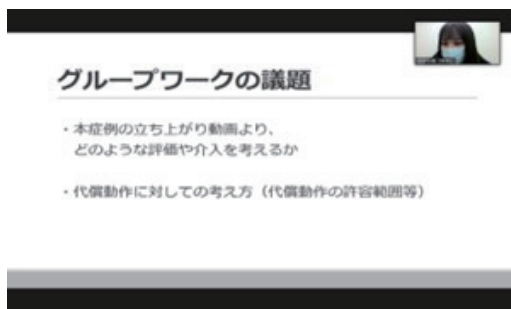 グループワークの議題
・本症例の立ち上がり動画より、
どのような評価や介入を考えるか
・代償動作に対しての考え方（代償動作の許容範囲等）